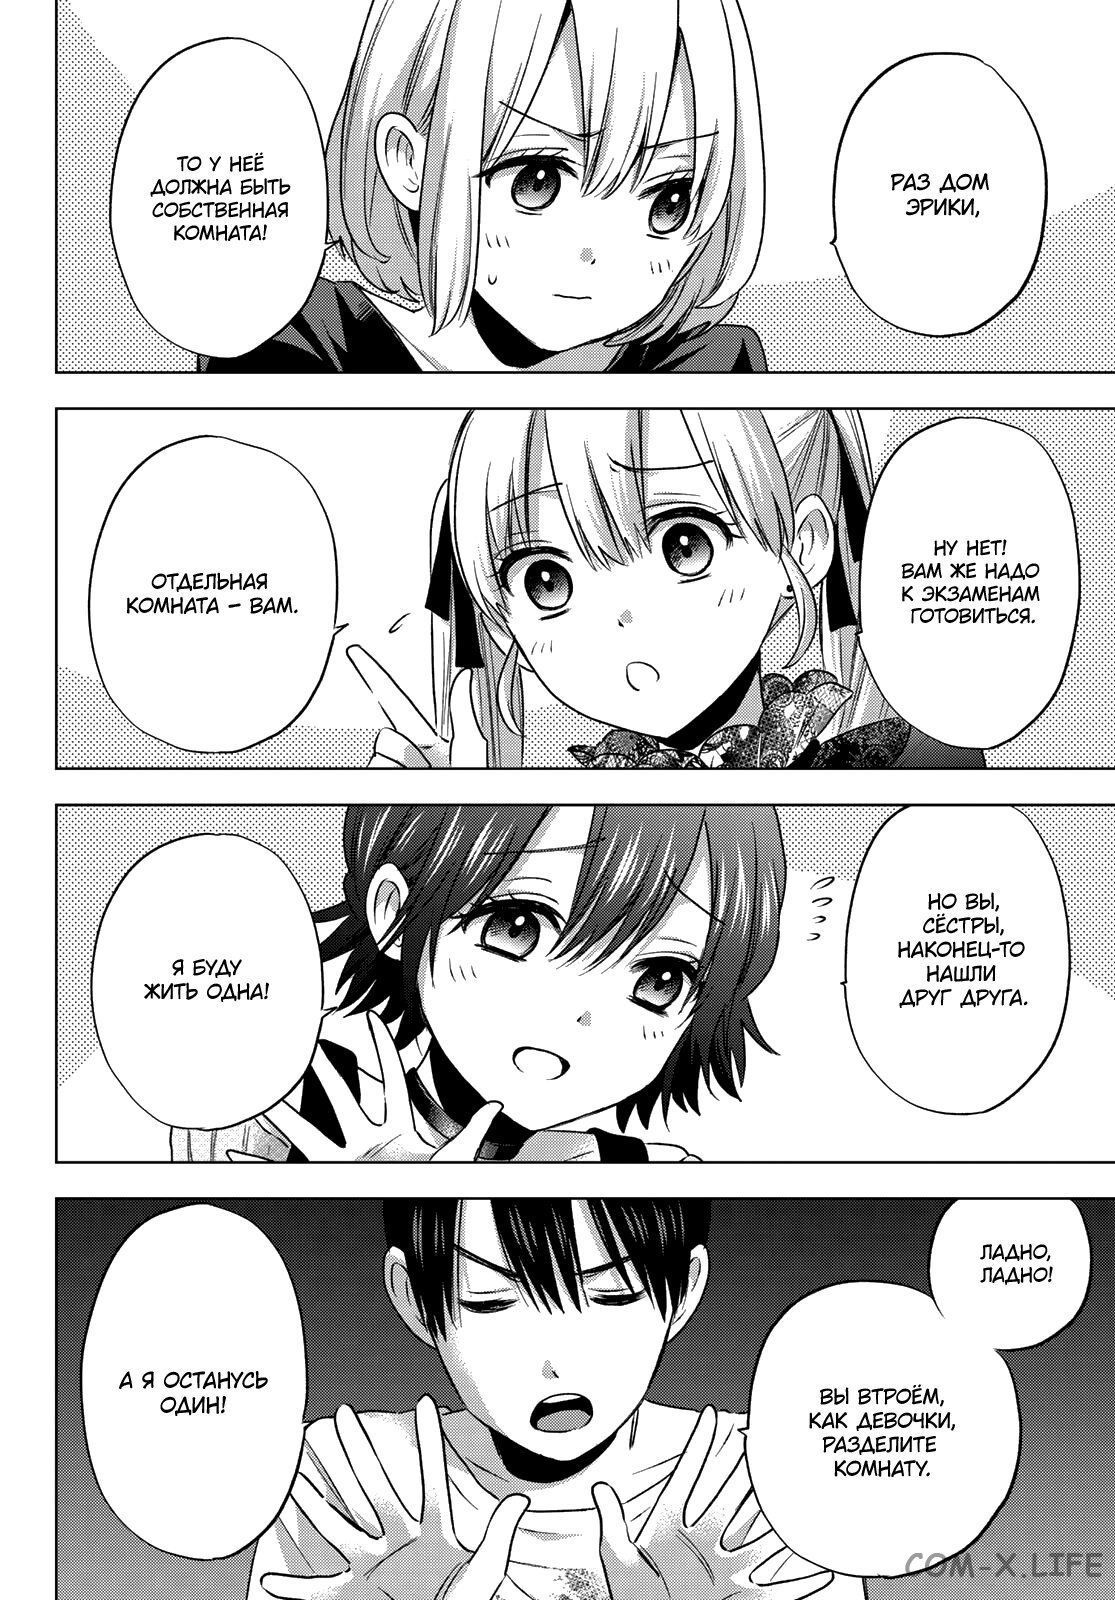 РАЗ ДОМ
ЭРИКИ,
ТО У НЕЁ
ДОЛЖНА БЫТЬ
СОБСТВЕННАЯ
КОМНАТА!
НУ НЕТ!
ВАМ ЖЕ НАДО
К ЭКЗАМЕНАМ
ГОТОВИТЬСЯ.
ОТДЕЛЬНАЯ
КОМНАТА – ВАМ.
НО ВЫ,
СЁСТРЫ,
НАКОНЕЦ-ТО
НАШЛИ
ДРУГ ДРУГА.
Я БУДУ
ЖИТЬ ОДНА!
ЛАДНО,
ЛАДНО!
ВЫ ВТРОЁМ,
КАК ДЕВОЧКИ,
РАЗДЕЛИТЕ
КОМНАТУ.
А Я ОСТАНУСЬ
ОДИН!
COM-X.LIFE